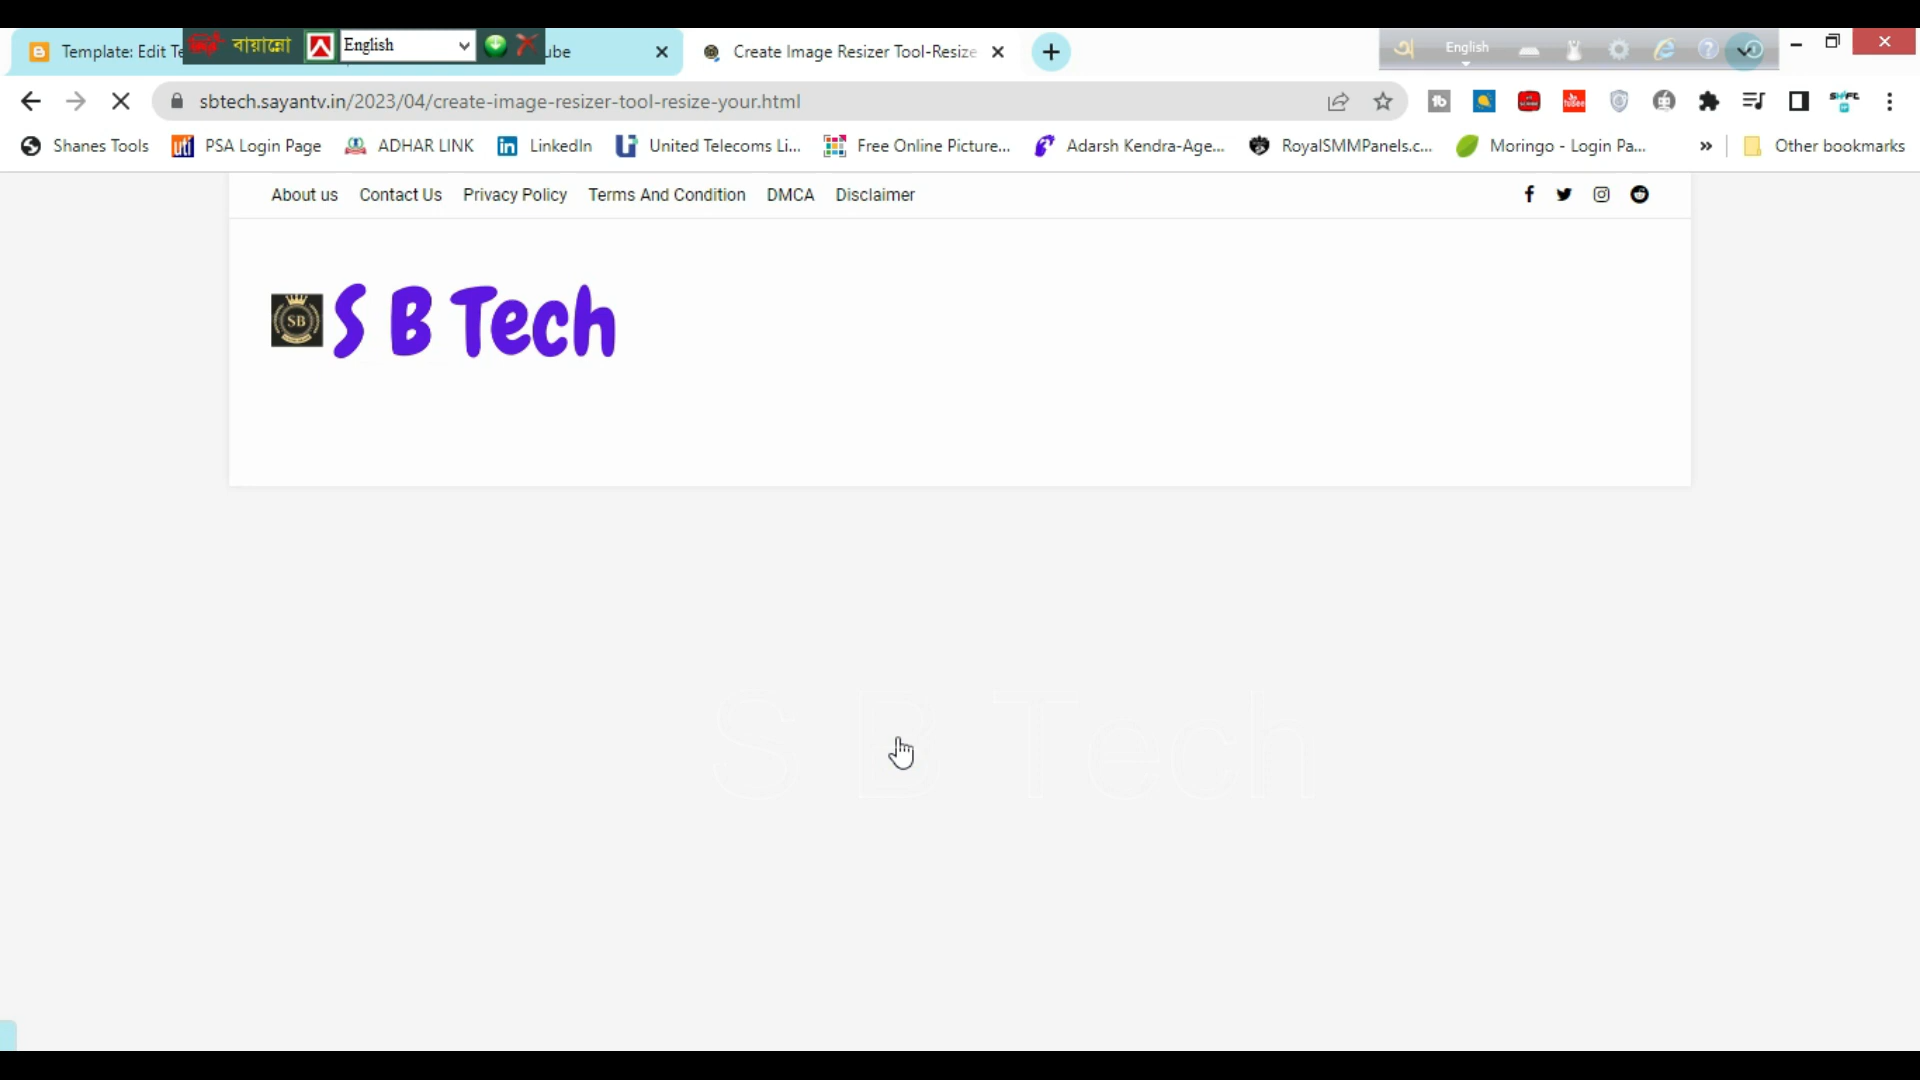 Template: Edit Te
বায়ান্নো
English
ube
Create Image Resizer Tool-Resize
English
sbtech.sayantv.in/2023/04/create-image-resizer-tool-resize-your.html
Shanes Tools
uti
PSA Login Page
ADHAR LINK
in
LinkedIn
United Telecoms Li...
Free Online Picture...
Adarsh Kendra-Age...
RoyalSMMPanels.c...
Moringo - Login Pa...
»
Other bookmarks
About us
Contact Us
Privacy Policy
Terms And Condition
DMCA
Disclaimer
SB
S B Tech
S B Tech